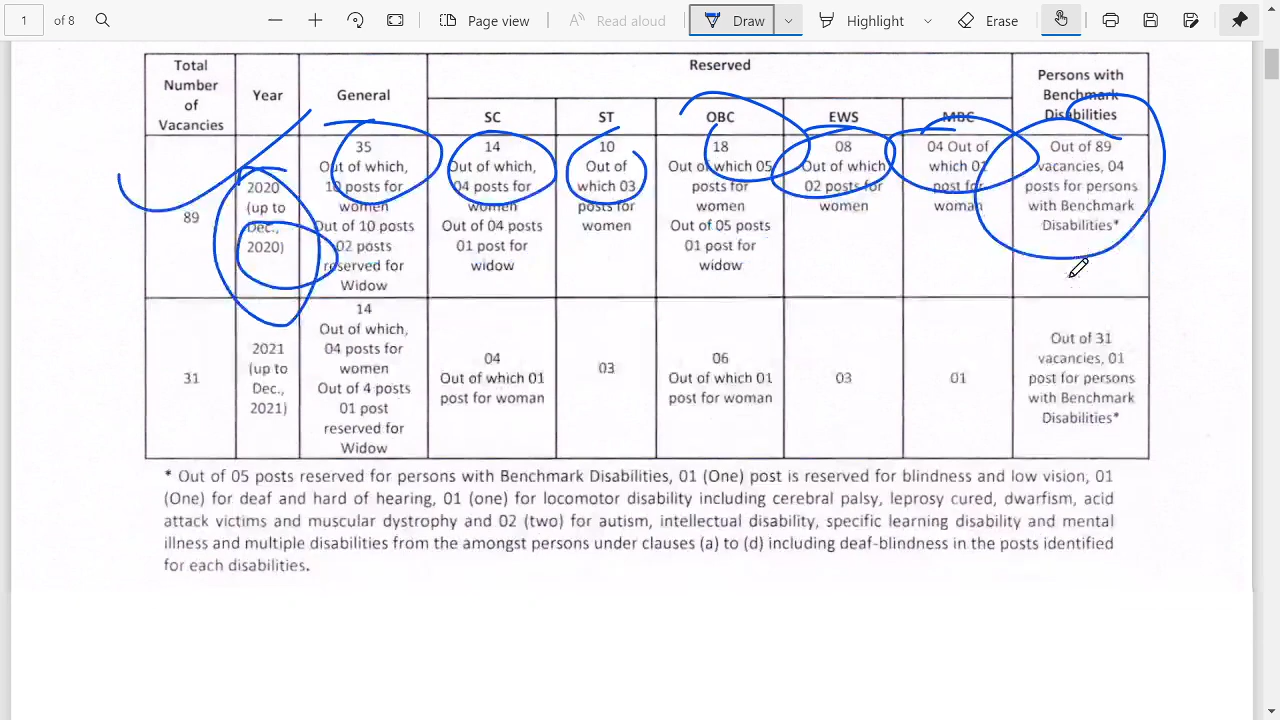 1 of 8 Page view Read aloud Draw Highlight Erase
Reserved
Total
Number
of
Vacancies
Year
General
Persons with
Benchmark
Disabilities
SC ST OBC EWS MBC
89
2020
(up to
Dec.,
2020)
35
Out of which,
10 posts for
women
Out of 10 posts
02 posts
reserved for
Widow
14
Out of which,
04 posts for
women
Out of 04 posts
01 post for
widow
10
Out of
which 03
posts for
women
18
Out of which 05
posts for
women
Out of 05 posts
01 post for
widow
08
Out of which
02 posts for
women
04 Out of
which 01
post for
woman
Out of 89
vacancies, 04
posts for persons
with Benchmark
Disabilities*
31
2021
(up to
Dec.,
2021)
14
Out of which,
04 posts for
women
Out of 4 posts
01 post
reserved for
Widow
04
Out of which 01
post for woman
03
06
Out of which 01
post for woman
03
01
Out of 31
vacancies, 01
post for persons
with Benchmark
Disabilities*
* Out of 05 posts reserved for persons with Benchmark Disabilities, 01 (One) post is reserved for blindness and low vision, 01
(One) for deaf and hard of hearing, 01 (one) for locomotor disability including cerebral palsy, leprosy cured, dwarfism, acid
attack victims and muscular dystrophy and 02 (two) for autism, intellectual disability, specific learning disability and mental
illness and multiple disabilities from the amongst persons under clauses (a) to (d) including deaf-blindness in the posts identified
for each disabilities.